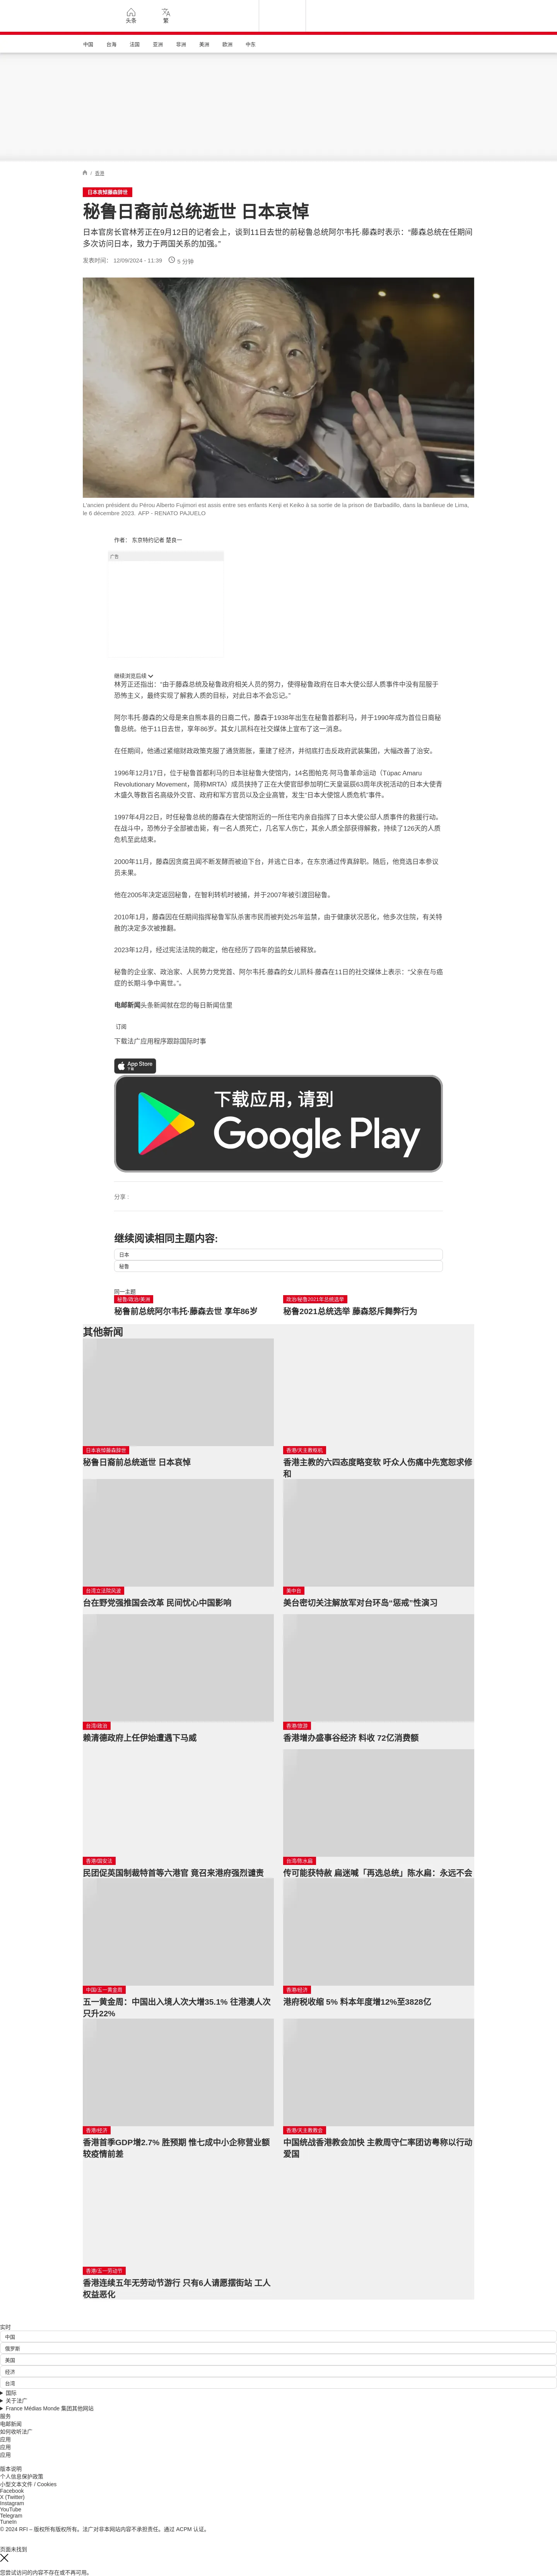 头条
繁
中国
台海
法国
亚洲
非洲
美洲
欧洲
中东
/ 首页
日本哀悼藤森辞世
秘鲁日裔前总统逝世 日本哀悼
日本官房长官林芳正在9月12日的记者会上，谈到11日去世的前秘鲁总统阿尔韦托·藤森时表示：“藤森总统在任期间多次访问日本，致力于两国关系的加强。”
发表时间： 12/09/2024 - 11:39
5 分钟
L'ancien président du Pérou Alberto Fujimori est assis entre ses enfants Kenji et Keiko à sa sortie de la prison de Barbadillo, dans la banlieue de Lima, le 6 décembre 2023. AFP - RENATO PAJUELO
作者： 东京特约记者 楚良一
广告
继续浏览后续
林芳正还指出：“由于藤森总统及秘鲁政府相关人员的努力，使得秘鲁政府在日本大使公邸人质事件中没有屈服于恐怖主义，最终实现了解救人质的目标，对此日本不会忘记。”
阿尔韦托·藤森的父母是来自熊本县的日裔二代，藤森于1938年出生在秘鲁首都利马，并于1990年成为首位日裔秘鲁总统。他于11日去世，享年86岁。其女儿凯科在社交媒体上宣布了这一消息。
在任期间，他通过紧缩财政政策克服了通货膨胀，重建了经济，并彻底打击反政府武装集团，大幅改善了治安。
1996年12月17日，位于秘鲁首都利马的日本驻秘鲁大使馆内，14名图帕克·阿马鲁革命运动（Túpac Amaru Revolutionary Movement，简称MRTA）成员挟持了正在大使官邸参加明仁天皇诞辰63周年庆祝活动的日本大使青木盛久等数百名高级外交官、政府和军方官员以及企业高管，发生“日本大使馆人质危机”事件。
1997年4月22日，时任秘鲁总统的藤森在大使馆附近的一所住宅内亲自指挥了日本大使公邸人质事件的救援行动。在战斗中，恐怖分子全部被击毙，有一名人质死亡，几名军人伤亡，其余人质全部获得解救，持续了126天的人质危机至此结束。
2000年11月，藤森因贪腐丑闻不断发酵而被迫下台，并逃亡日本，在东京通过传真辞职。随后，他竟选日本参议员未果。
他在2005年决定返回秘鲁，在智利转机时被捕，并于2007年被引渡回秘鲁。
2010年1月，藤森因在任期间指挥秘鲁军队杀害市民而被判处25年监禁，由于健康状况恶化，他多次住院，有关特赦的决定多次被推翻。
2023年12月，经过宪法法院的裁定，他在经历了四年的监禁后被释放。
秘鲁的企业家、政治家、人民势力党党首、阿尔韦托·藤森的女儿凯科·藤森在11日的社交媒体上表示：“父亲在与癌症的长期斗争中离世。”。
电邮新闻头条新闻就在您的每日新闻信里
订阅
下载法广应用程序跟踪国际时事
App Store
下载
下载应用，请到
Google Play
分享 :
继续阅读相同主题内容:
日本
秘鲁
同一主题
秘鲁/政治/美洲
秘鲁前总统阿尔韦托·藤森去世 享年86岁
政治/秘鲁2021年总统选举
秘鲁2021总统选举 藤森怒斥舞弊行为
其他新闻
日本哀悼藤森辞世
秘鲁日裔前总统逝世 日本哀悼
香港/天主教枢机
香港主教的六四态度略变软 吁众人伤痛中先宽恕求修和
台湾立法院风波
台在野党强推国会改革 民间忧心中国影响
美中台
美台密切关注解放军对台环岛“惩戒”性演习
台湾/政治
赖清德政府上任伊始遭遇下马威
香港/旅游
香港增办盛事谷经济 料收 72亿消费额
香港/国安法
民团促英国制裁特首等六港官 竟召来港府强烈谴责
台湾/陈水扁
传可能获特赦 扁迷喊「再选总统」陈水扁：永远不会
中国/五一黄金周
五一黄金周：中国出入境人次大增35.1% 往港澳人次只升22%
香港/经济
港府税收缩 5% 料本年度增12%至3828亿
香港/经济
香港首季GDP增2.7% 胜预期 惟七成中小企称营业额较疫情前差
香港/天主教教会
中国统战香港教会加快 主教周守仁率团访粤称以行动爱国
香港/五一劳动节
香港连续五年无劳动节游行 只有6人请愿摆街站 工人权益恶化
实时
中国
俄罗斯
美国
经济
台湾
国际
关于法广
France Médias Monde 集团其他网站
服务
电邮新闻
如何收听法广
应用
应用
应用
版本说明
个人信息保护政策
小型文本文件 / Cookies
Facebook
X (Twitter)
Instagram
YouTube
Telegram
TuneIn
© 2024 RFI – 版权所有版权所有。法广对非本网站内容不承担责任。通过 ACPM 认证。
页面未找到
您尝试访问的内容不存在或不再可用。